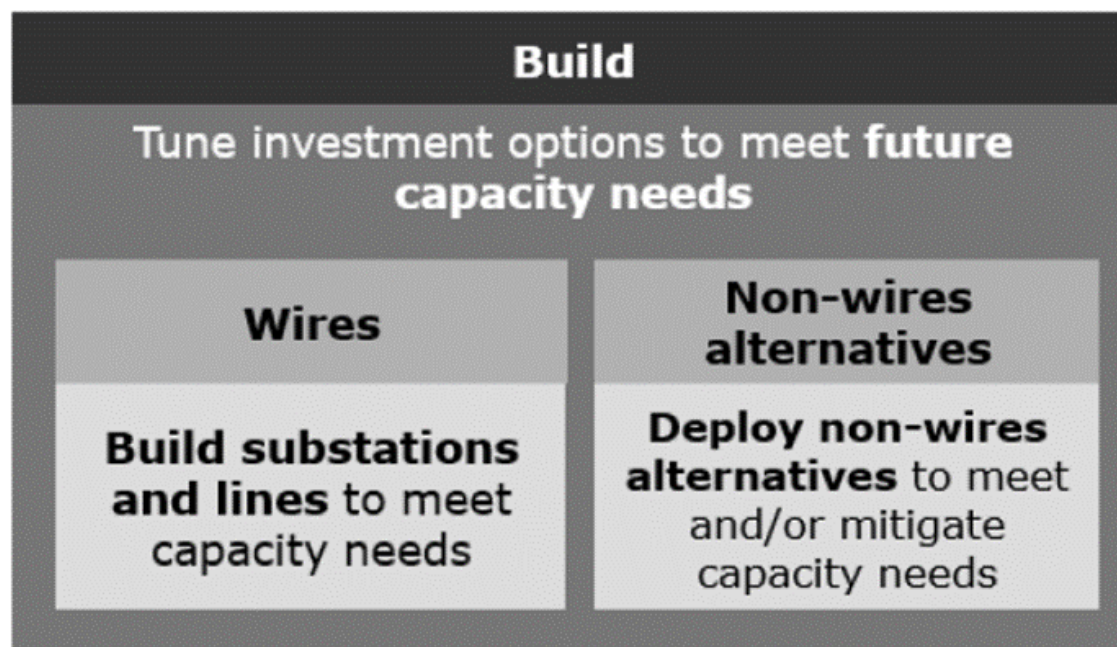 Build
Tune investment options to meet future
capacity needs
Wires
Build substations
and lines to meet
capacity needs
Non-wires
alternatives
Deploy non-wires
alternatives to meet
and/or mitigate
capacity needs